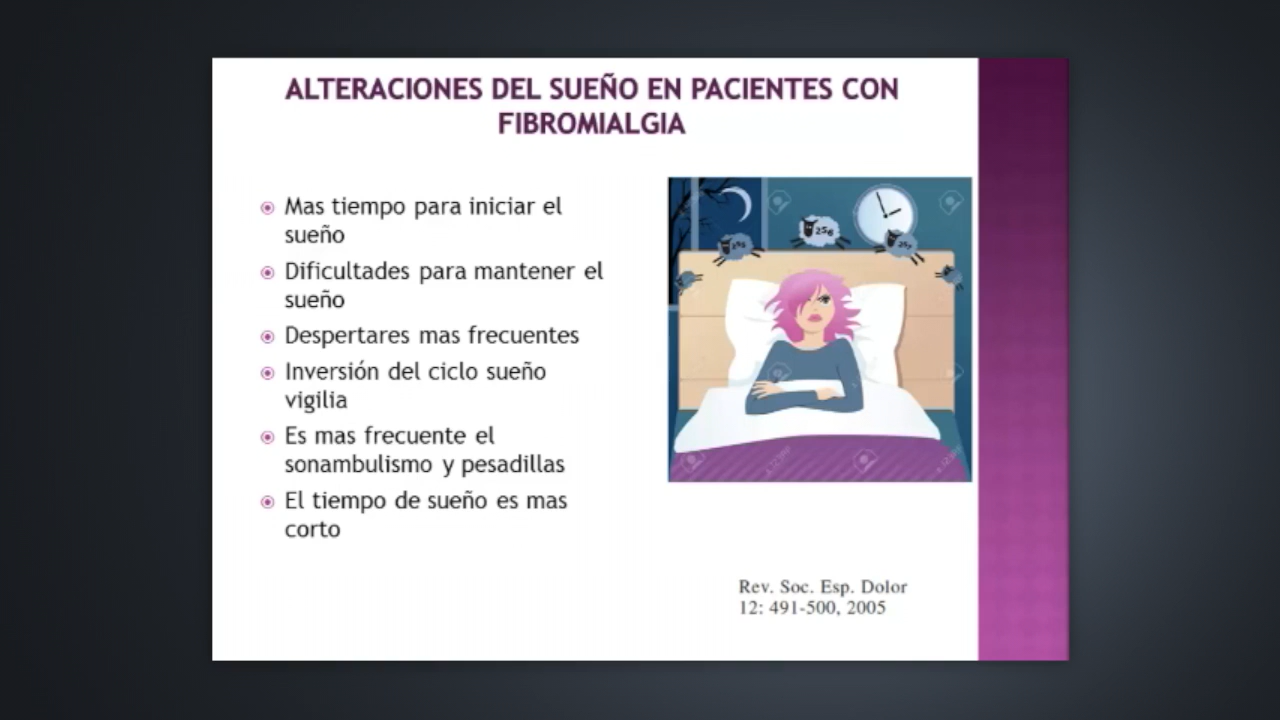 ALTERACIONES DEL SUEÑO EN PACIENTES CON
FIBROMIALGIA
Mas tiempo para iniciar el
sueño
Dificultades para mantener el
sueño
Despertares mas frecuentes
Inversión del ciclo sueño
vigilia
Es mas frecuente el
sonambulismo y pesadillas
El tiempo de sueño es mas
corto
256
Rev. Soc. Esp. Dolor
12: 491-500, 2005